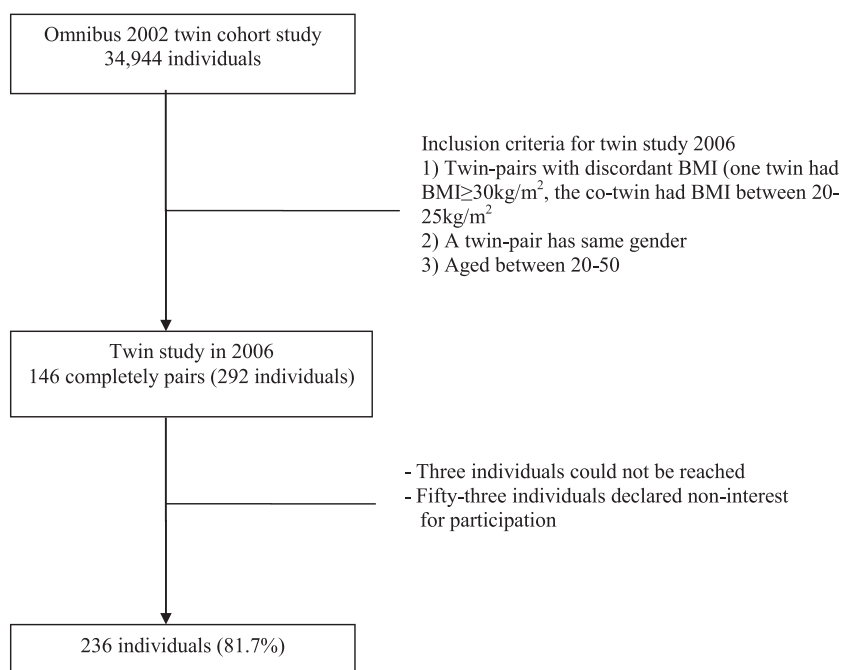 Omnibus 2002 twin cohort study
34,944 individuals
Inclusion criteria for twin study 2006
1) Twin-pairs with discordant BMI (one twin had
BMI≥30kg/m², the co-twin had BMI between 20-
25kg/m²
2) A twin-pair has same gender
3) Aged between 20-50
Twin study in 2006
146 completely pairs (292 individuals)
- Three individuals could not be reached
- Fifty-three individuals declared non-interest
for participation
236 individuals (81.7%)